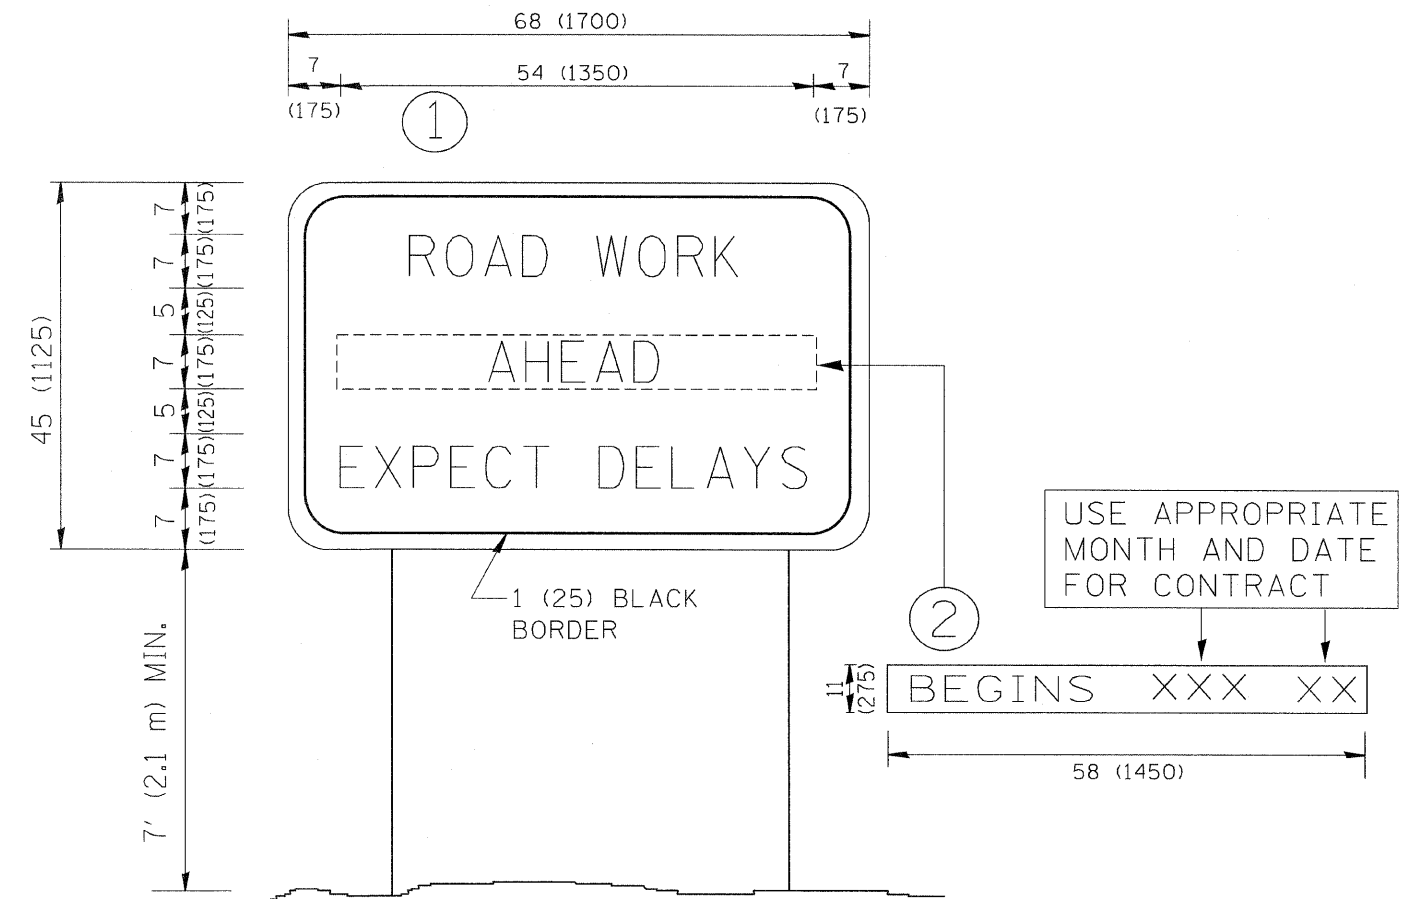 68 (1700)
7
54 (1350)
7
(175)
(175)
1
45 (1125)
7 (175)
7 (175)
5 (125)
7 (175)
5 (125)
7 (175)
7 (175)
ROAD WORK
AHEAD
EXPECT DELAYS
1 (25) BLACK
BORDER
7' (2.1 m) MIN.
2
USE APPROPRIATE
MONTH AND DATE
FOR CONTRACT
11
(275)
BEGINS XXX XX
58 (1450)